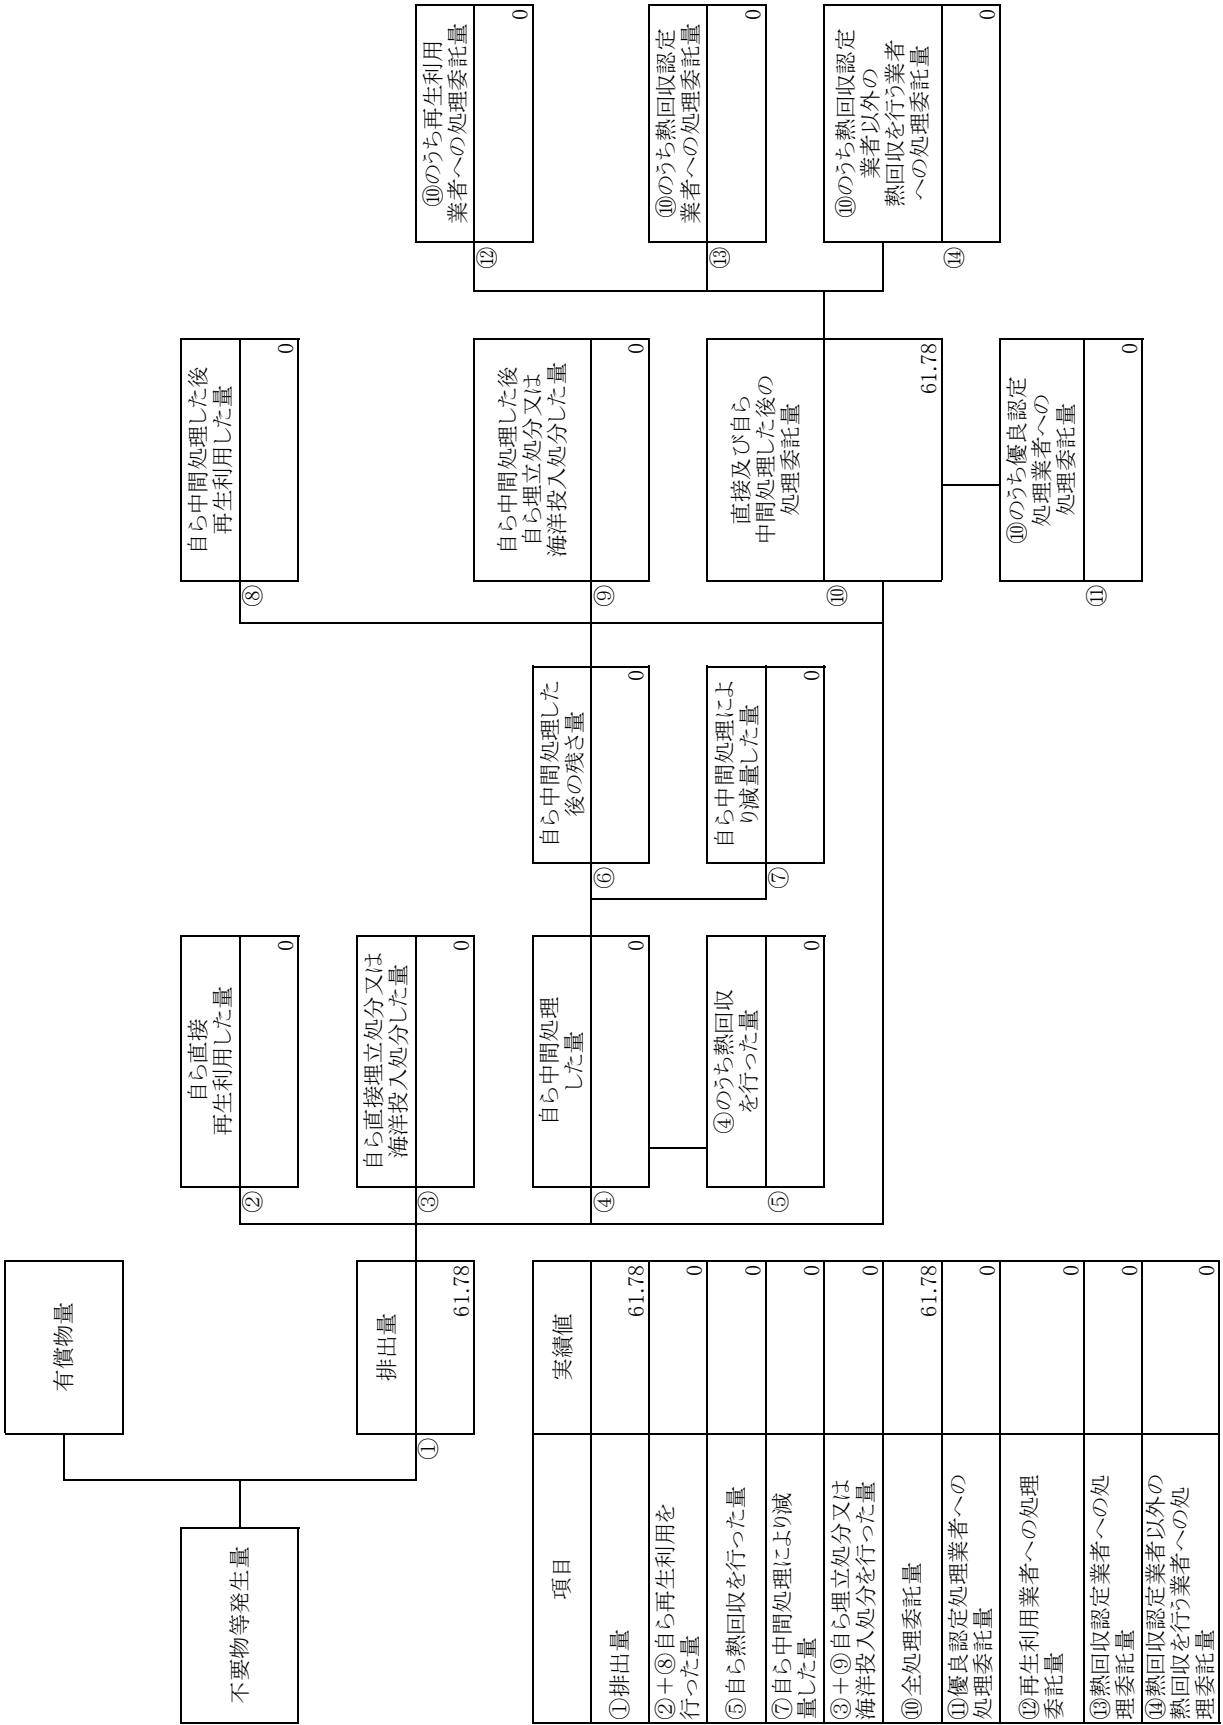 不要物等発生量
有償物量
①
排出量
61.78
②
自ら直接
再生利用した量
0
③
自ら直接埋立処分又は
海洋投入処分した量
0
④
自ら中間処理
した量
0
⑤
④のうち熱回収
を行った量
0
⑥
自ら中間処理した
後の残さ量
0
⑦
自ら中間処理によ
り減量した量
0
⑧
自ら中間処理した後
再生利用した量
0
⑨
自ら中間処理した後
自ら埋立処分又は
海洋投入処分した量
0
⑩
直接及び自ら
中間処理した後の
処理委託量
61.78
⑪
⑩のうち優良認定
処理業者への
処理委託量
0
⑫
⑩のうち再生利用
業者への処理委託量
0
⑬
⑩のうち熱回収認定
業者への処理委託量
0
⑭
⑩のうち熱回収認定
業者以外の
熱回収を行う業者
への処理委託量
0
項目
実績値
①排出量
61.78
②＋⑧自ら再生利用を
行った量
0
⑤自ら熱回収を行った量
0
⑦自ら中間処理により減
量した量
0
③＋⑨自ら埋立処分又は
海洋投入処分を行った量
0
⑩全処理委託量
61.78
⑪優良認定処理業者への
処理委託量
0
⑫再生利用業者への処理
委託量
0
⑬熱回収認定業者への処
理委託量
0
⑭熱回収認定業者以外の
熱回収を行う業者への処
理委託量
0